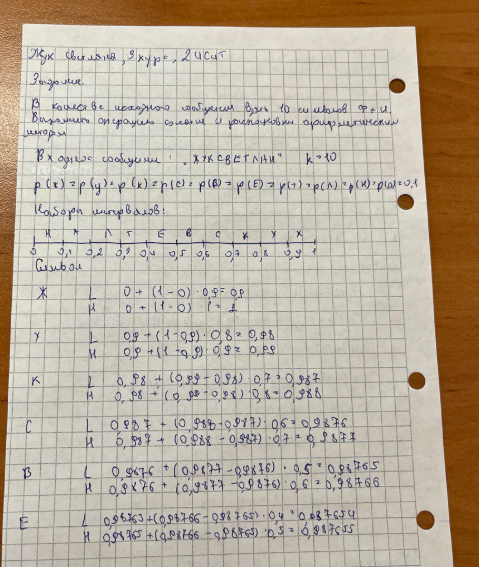 Жук Светлана, 3 курс, 2 ИСиТ
Задание
В качестве исходного сообщения взять 10 символов Ф + И.
Выполнить операцию сжатия и распаковки арифметическим
методом
Входное сообщение: „ЖУКСВЕТЛАН" k=10
p(ж)=p(у)=p(к)=p(с)=p(в)=p(Е)=p(т)=p(л)=p(н)=p(а)=0,1
Наборы интервалов:
Н А Л Т Е В С К У Ж
0 0,1 0,2 0,3 0,4 0,5 0,6 0,7 0,8 0,9 1
Символ
Ж L 0 + (1 - 0) · 0,9 = 0,9
H 0 + (1 - 0) · 1 = 1
У L 0,9 + (1 - 0,9) · 0,8 = 0,98
H 0,9 + (1 - 0,9) · 0,9 = 0,99
К L 0,98 + (0,99 - 0,98) · 0,7 = 0,987
H 0,98 + (0,99 - 0,98) · 0,8 = 0,988
С L 0,987 + (0,988 - 0,987) · 0,6 = 0,9876
H 0,987 + (0,988 - 0,987) · 0,7 = 0,9877
В L 0,9876 + (0,9877 - 0,9876) · 0,5 = 0,98765
H 0,9876 + (0,9877 - 0,9876) · 0,6 = 0,98766
Е L 0,98765 + (0,98766 - 0,98765) · 0,4 = 0,987654
H 0,98765 + (0,98766 - 0,98765) · 0,5 = 0,987655